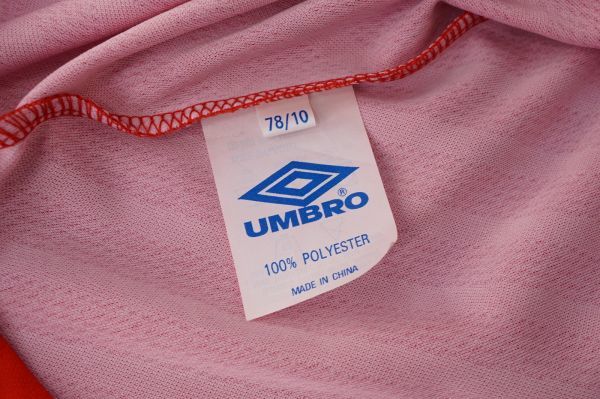 78/10
UMBRO®
100% POLYESTER
MADE IN CHINA